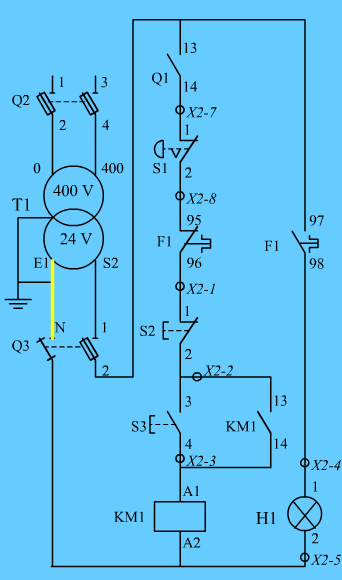 1 3
13
Q2
Q1
14
2 4
X2-7
1
0 400
S1
2
400 V
T1
X2-8
95
97
24 V
F1
F1
E1 S2
96
98
X2-1
N
1
1
S2
Q3
2
2
X2-2
3
13
S3
KM1
4
14
X2-3
X2-4
A1
1
KM1
H1
A2
2
X2-5